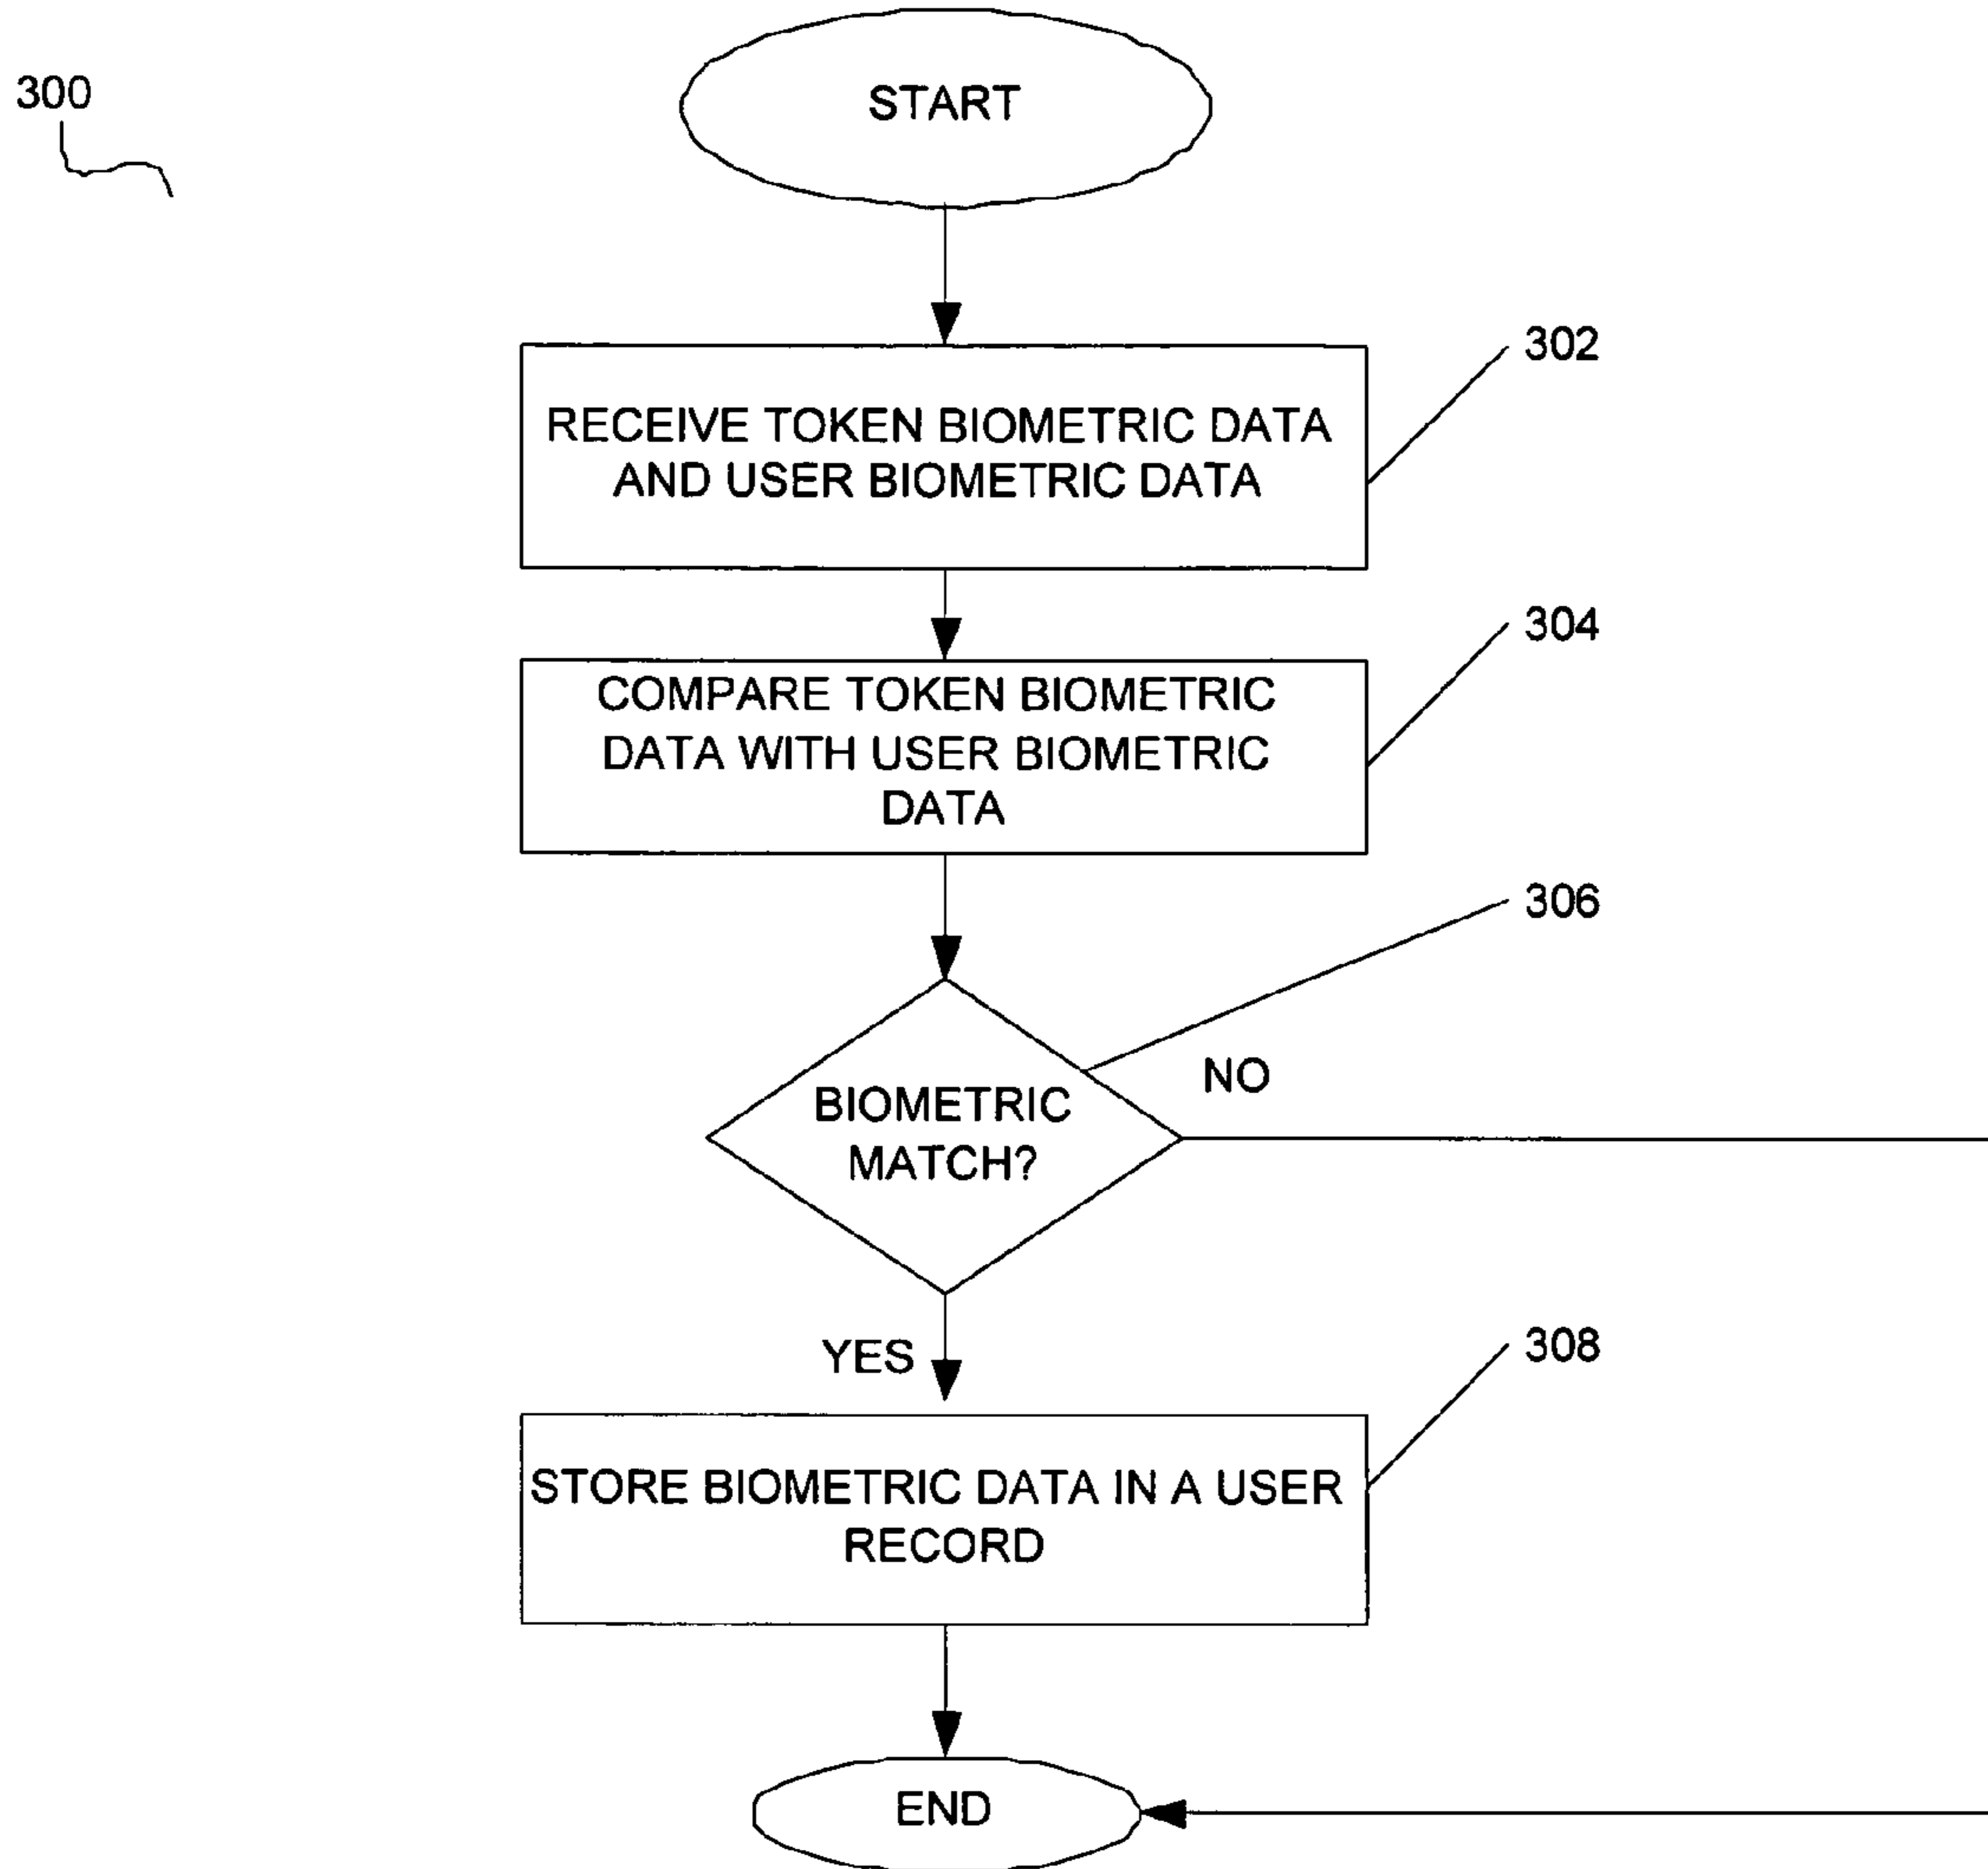 300
START
RECEIVE TOKEN BIOMETRIC DATA
AND USER BIOMETRIC DATA
302
COMPARE TOKEN BIOMETRIC
DATA WITH USER BIOMETRIC
DATA
304
306
BIOMETRIC
MATCH?
NO
YES
308
STORE BIOMETRIC DATA IN A USER
RECORD
END